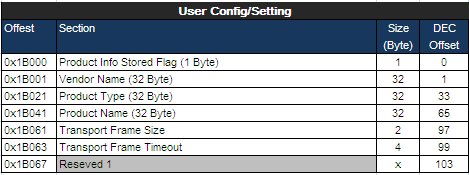 User Config/Setting
Offest Section Size (Byte) DEC Offset
0x1B000 Product Info Stored Flag (1 Byte) 1 0
0x1B001 Vendor Name (32 Byte) 32 1
0x1B021 Product Type (32 Byte) 32 33
0x1B041 Product Name (32 Byte) 32 65
0x1B061 Transport Frame Size 2 97
0x1B063 Transport Frame Timeout 4 99
0x1B067 Reseved 1 x 103